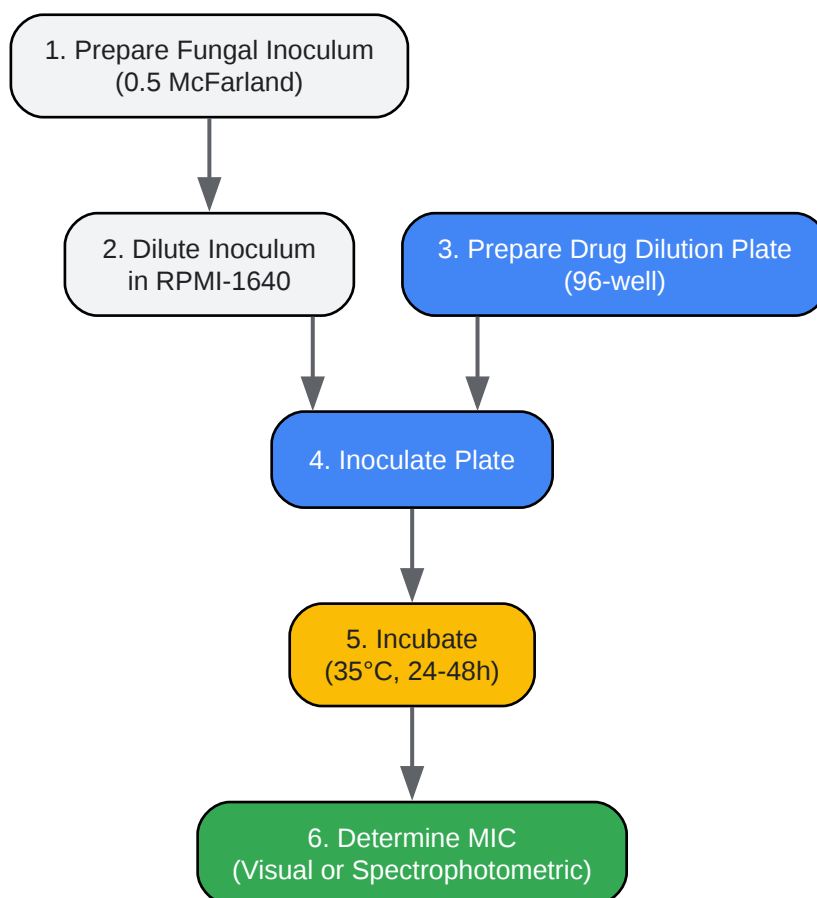 1. Prepare Fungal Inoculum
(0.5 McFarland)
2. Dilute Inoculum
in RPMI-1640
3. Prepare Drug Dilution Plate
(96-well)
4. Inoculate Plate
5. Incubate
(35°C, 24-48h)
6. Determine MIC
(Visual or Spectrophotometric)